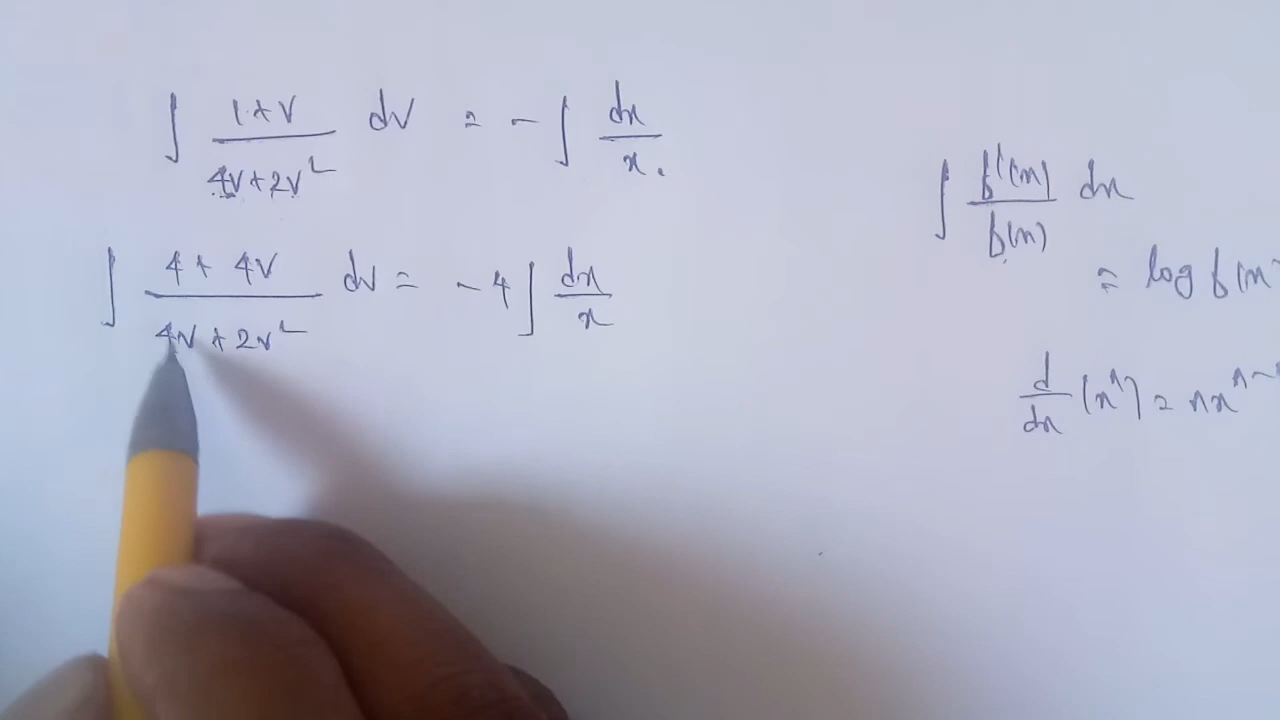 ∫ (1+v)/(4v+2v²) dv = -∫ dx/x.
∫ (4+4v)/(4v+2v²) dv = -4∫ dx/x
∫ f'(x)/f(x) dx
= log f(x
d/dx (xⁿ) = nxⁿ⁻